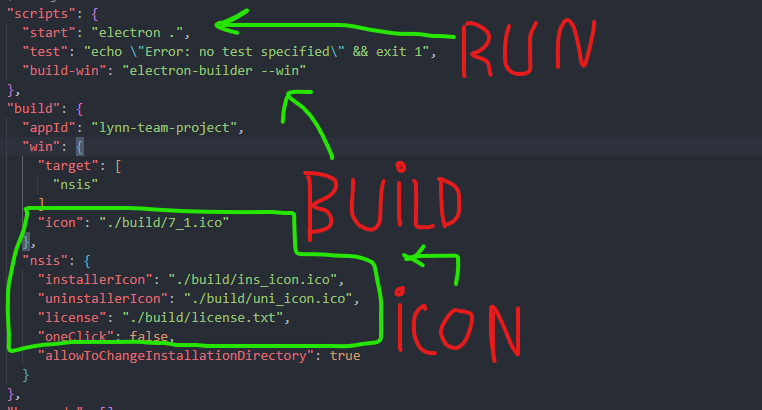 "scripts": {
"start": "electron .",
"test": "echo \"Error: no test specified\" && exit 1",
"build-win": "electron-builder --win"
},
"build": {
"appId": "lynn-team-project",
"win": {
"target": [
"nsis"
],
"icon": "./build/7_1.ico"
},
"nsis": {
"installerIcon": "./build/ins_icon.ico",
"uninstallerIcon": "./build/uni_icon.ico",
"license": "./build/license.txt",
"oneClick": false,
"allowToChangeInstallationDirectory": true
}
},
RUN
BUiLD
iCON